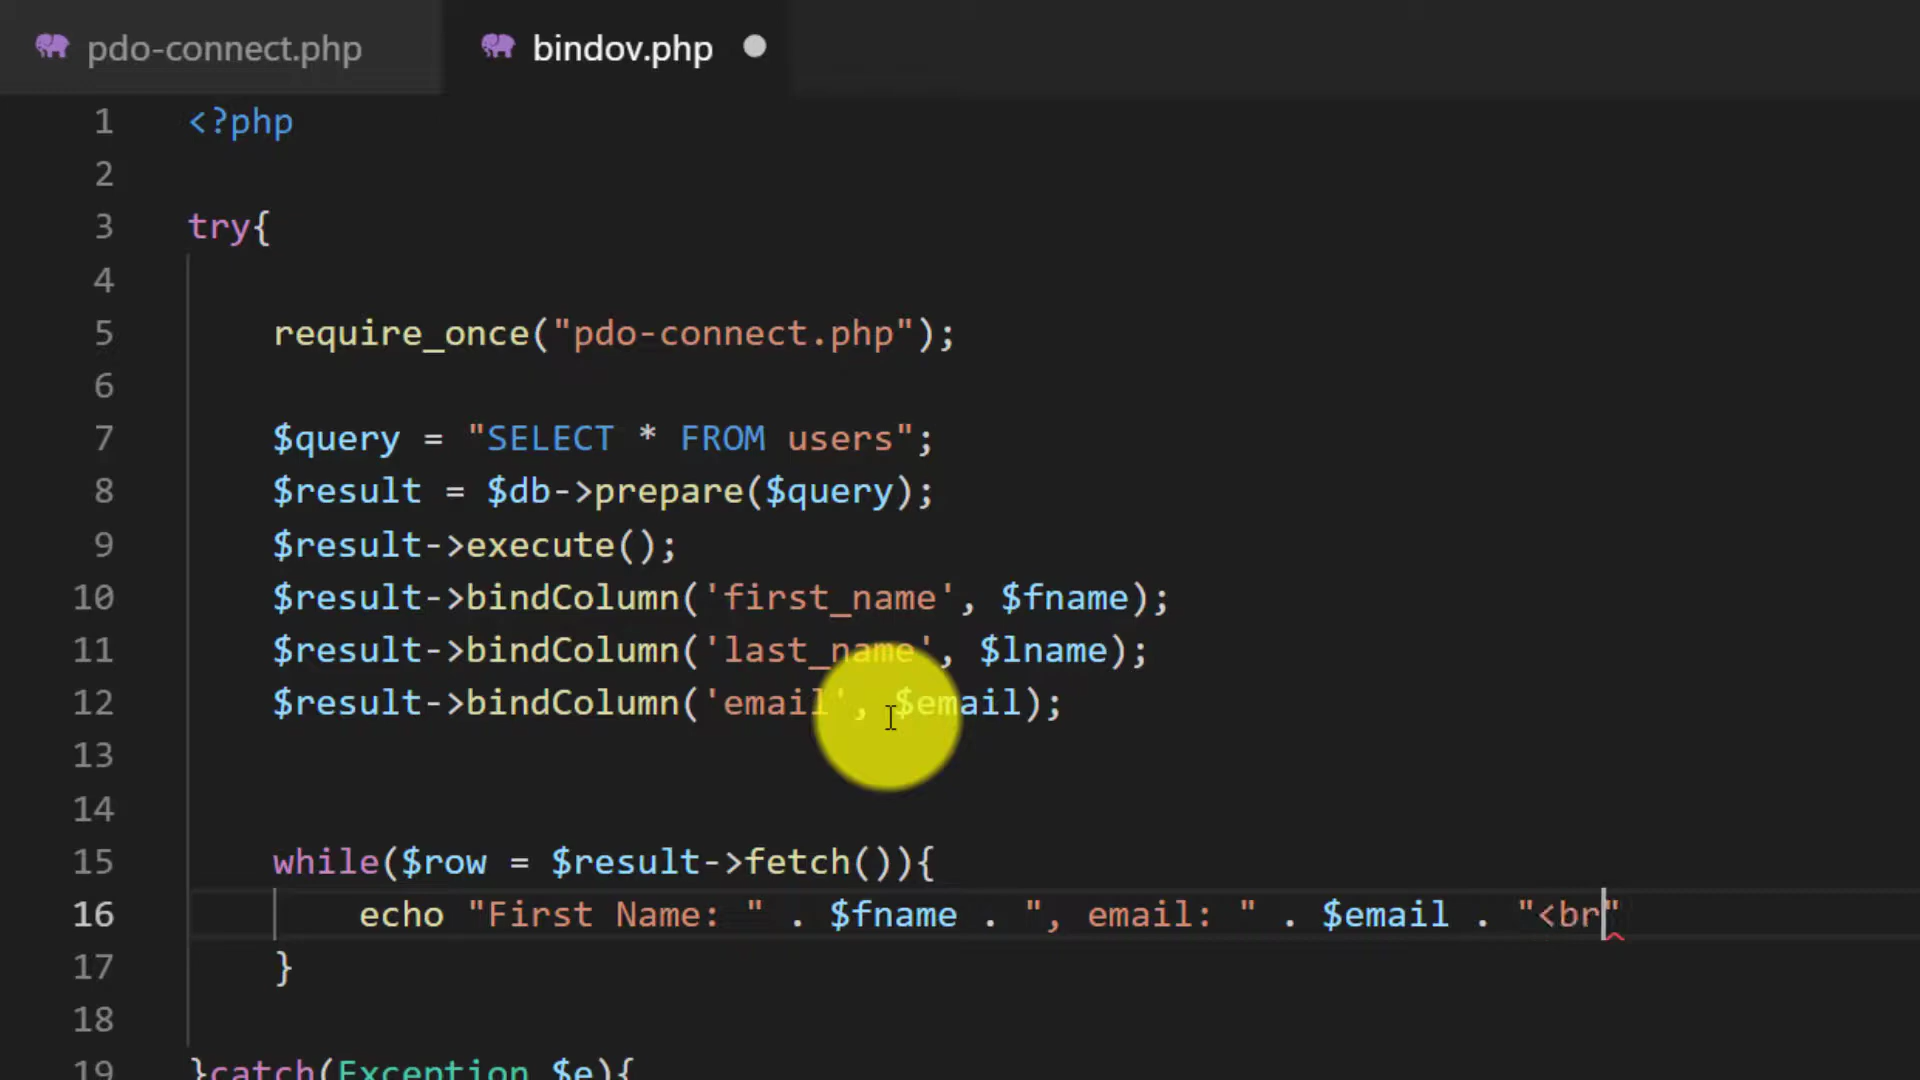 pdo-connect.php
bindov.php
1 <?php
2
3 try{
4
5 require_once("pdo-connect.php");
6
7 $query = "SELECT * FROM users";
8 $result = $db->prepare($query);
9 $result->execute();
10 $result->bindColumn('first_name', $fname);
11 $result->bindColumn('last_name', $lname);
12 $result->bindColumn('email', $email);
13
14
15 while($row = $result->fetch()){
16 echo "First Name: " . $fname . ", email: " . $email . "<br"
17 }
18
19 }catch(Exception $e){